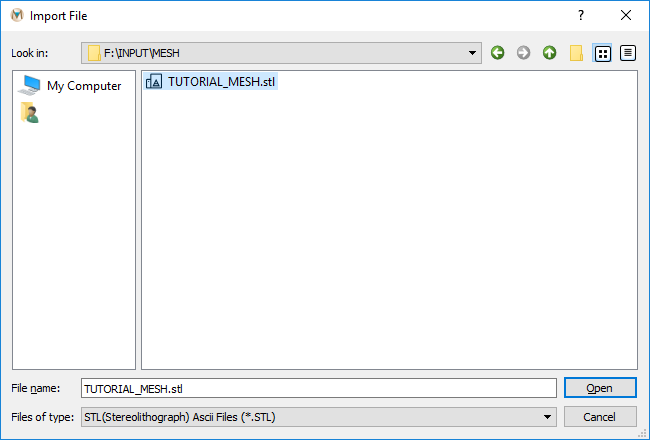 Import File
?
Look in:
F:\INPUT\MESH
My Computer
TUTORIAL_MESH.stl
File name:
TUTORIAL_MESH.stl
Open
Files of type:
STL(Stereolithograph) Ascii Files (*.STL)
Cancel